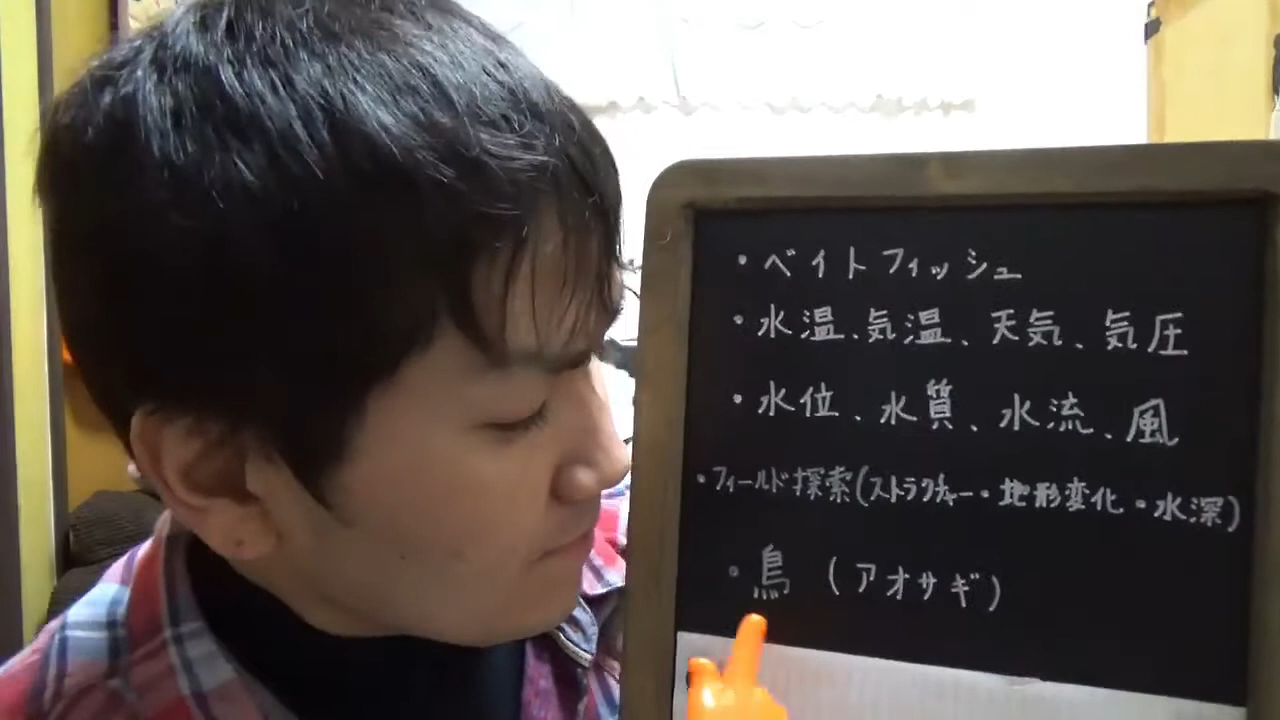 ・ベイトフィッシュ
・水温、気温、天気、気圧
・水位、水質、水流、風
・フィールド探索(ストラクチャー・地形変化・水深)
・鳥(アオサギ)